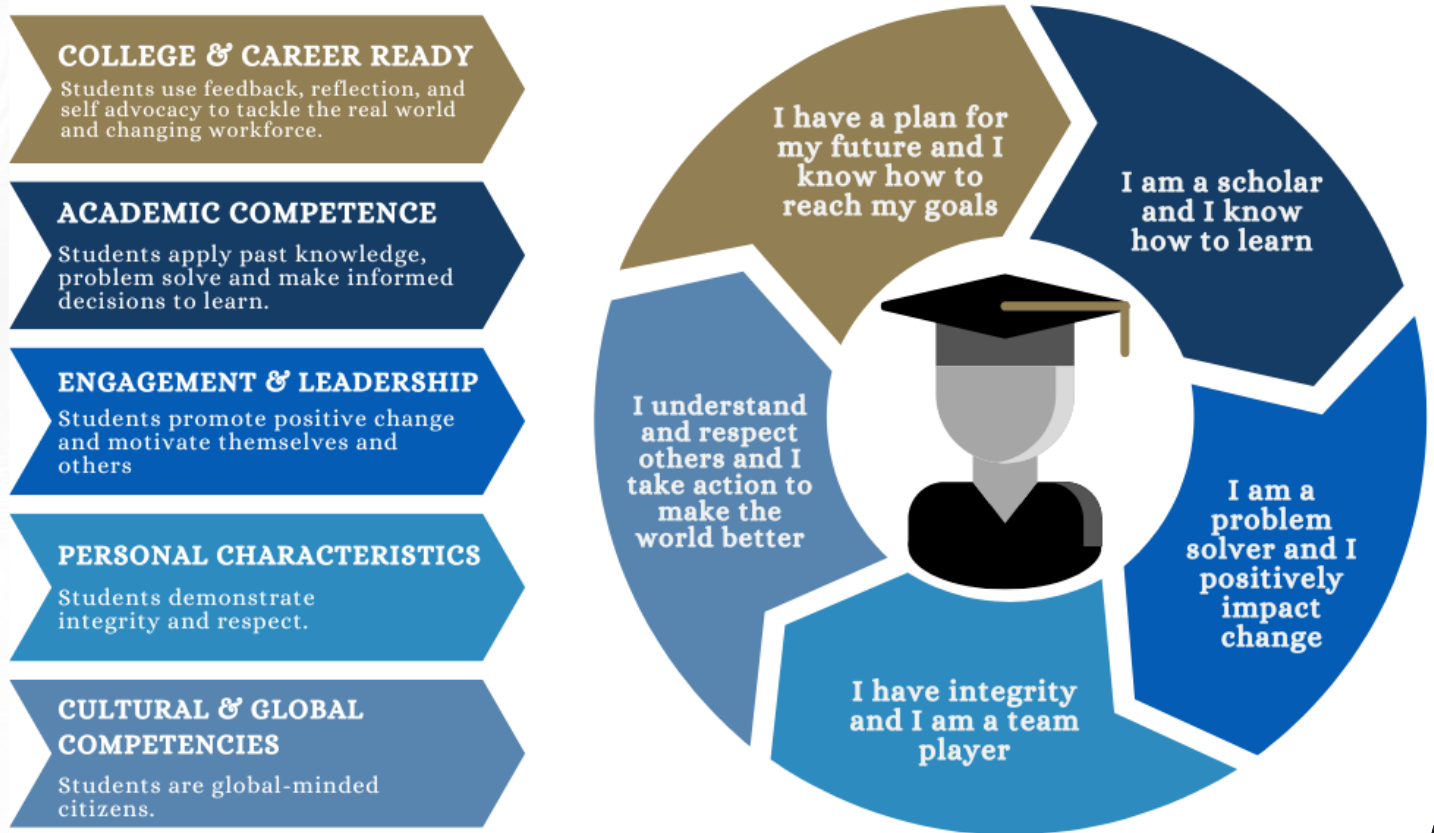 COLLEGE & CAREER READY
Students use feedback, reflection, and
self advocacy to tackle the real world
and changing workforce.
ACADEMIC COMPETENCE
Students apply past knowledge,
problem solve and make informed
decisions to learn.
ENGAGEMENT & LEADERSHIP
Students promote positive change
and motivate themselves and
others
PERSONAL CHARACTERISTICS
Students demonstrate
integrity and respect.
CULTURAL & GLOBAL
COMPETENCIES
Students are global-minded
citizens.
I have a plan for
my future and I
know how to
reach my goals
I am a scholar
and I know
how to learn
I am a
problem
solver and I
positively
impact
change
I have integrity
and I am a team
player
I understand
and respect
others and I
take action to
make the
world better